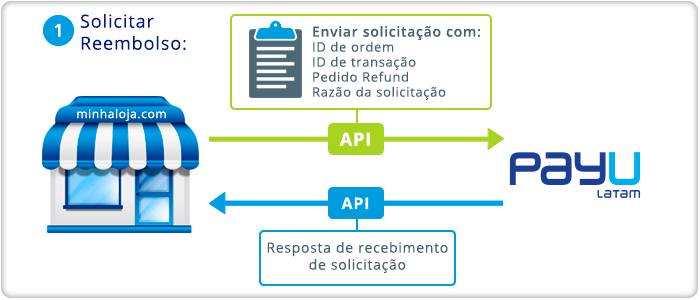 1
Solicitar
Reembolso:
Enviar solicitação com:
ID de ordem
ID de transação
Pedido Refund
Razão da solicitação
minhaloja.com
API
PAYU
LATAM
API
Resposta de recebimento
de solicitação